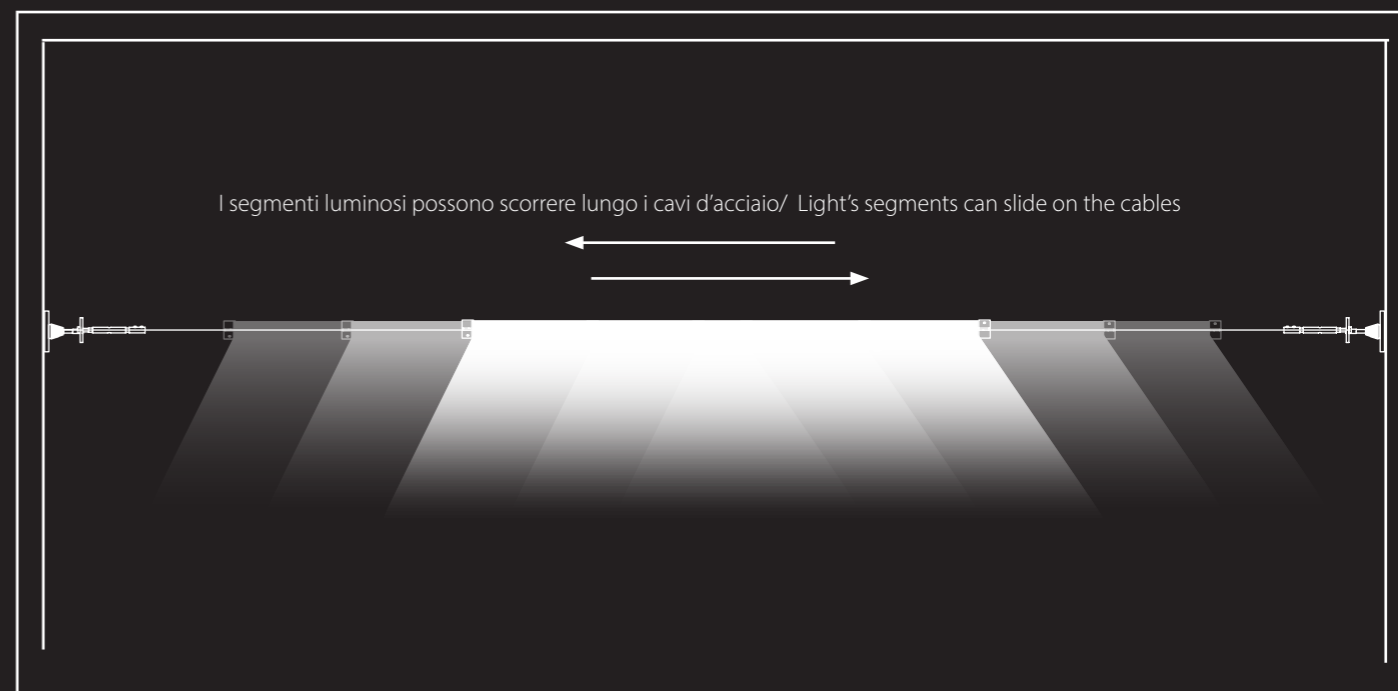 I segmenti luminosi possono scorrere lungo i cavi d'acciaio/ Light's segments can slide on the cables